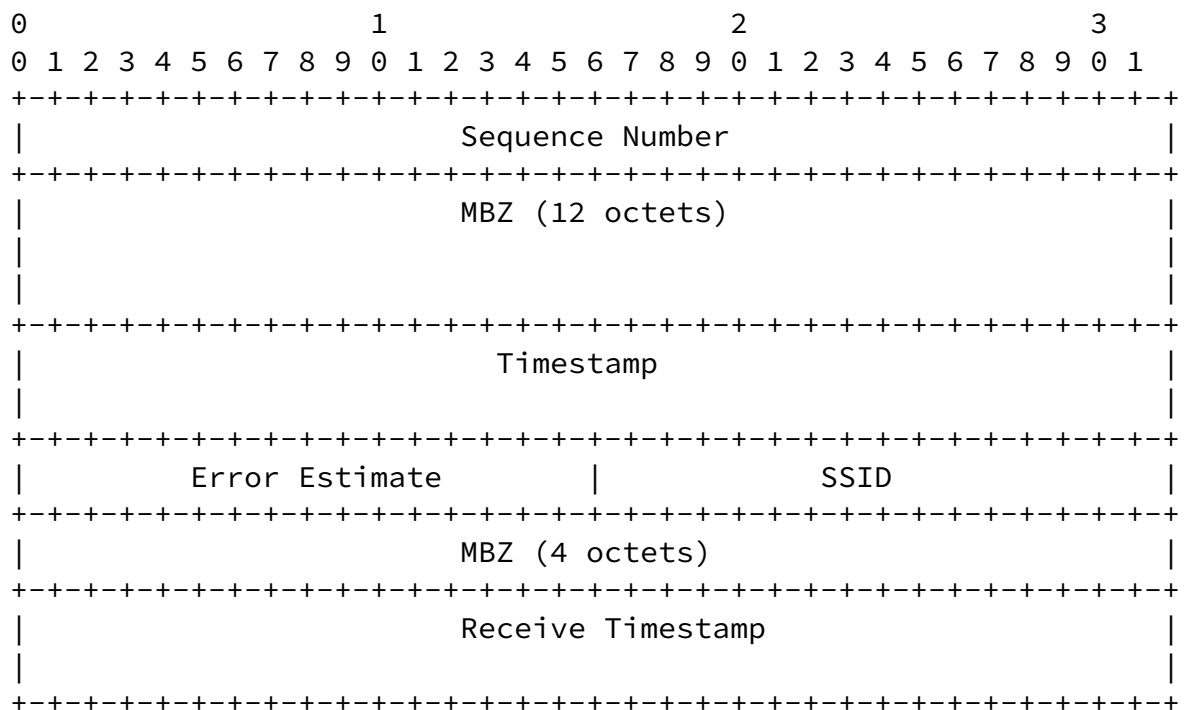 0                   1                   2                   3
0 1 2 3 4 5 6 7 8 9 0 1 2 3 4 5 6 7 8 9 0 1 2 3 4 5 6 7 8 9 0 1
+-+-+-+-+-+-+-+-+-+-+-+-+-+-+-+-+-+-+-+-+-+-+-+-+-+-+-+-+-+-+-+-+
|                        Sequence Number                        |
+-+-+-+-+-+-+-+-+-+-+-+-+-+-+-+-+-+-+-+-+-+-+-+-+-+-+-+-+-+-+-+-+
|                        MBZ (12 octets)                        |
|                                                               |
|                                                               |
+-+-+-+-+-+-+-+-+-+-+-+-+-+-+-+-+-+-+-+-+-+-+-+-+-+-+-+-+-+-+-+-+
|                          Timestamp                            |
|                                                               |
+-+-+-+-+-+-+-+-+-+-+-+-+-+-+-+-+-+-+-+-+-+-+-+-+-+-+-+-+-+-+-+-+
|         Error Estimate        |            SSID               |
+-+-+-+-+-+-+-+-+-+-+-+-+-+-+-+-+-+-+-+-+-+-+-+-+-+-+-+-+-+-+-+-+
|                        MBZ (4 octets)                         |
+-+-+-+-+-+-+-+-+-+-+-+-+-+-+-+-+-+-+-+-+-+-+-+-+-+-+-+-+-+-+-+-+
|                        Receive Timestamp                      |
|                                                               |
+-+-+-+-+-+-+-+-+-+-+-+-+-+-+-+-+-+-+-+-+-+-+-+-+-+-+-+-+-+-+-+-+